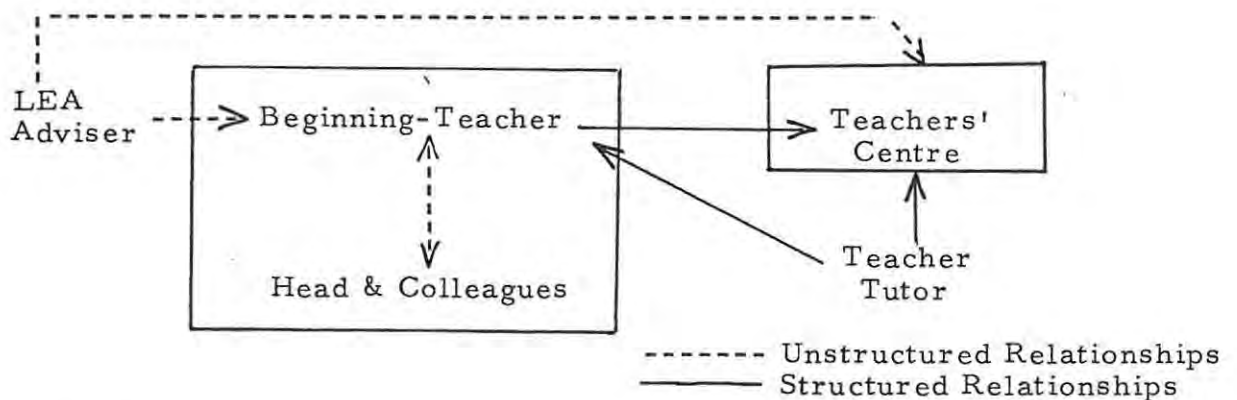 LEA
Adviser
Beginning-Teacher
Teachers'
Centre
Head & Colleagues
Teacher
Tutor
Unstructured Relationships
Structured Relationships